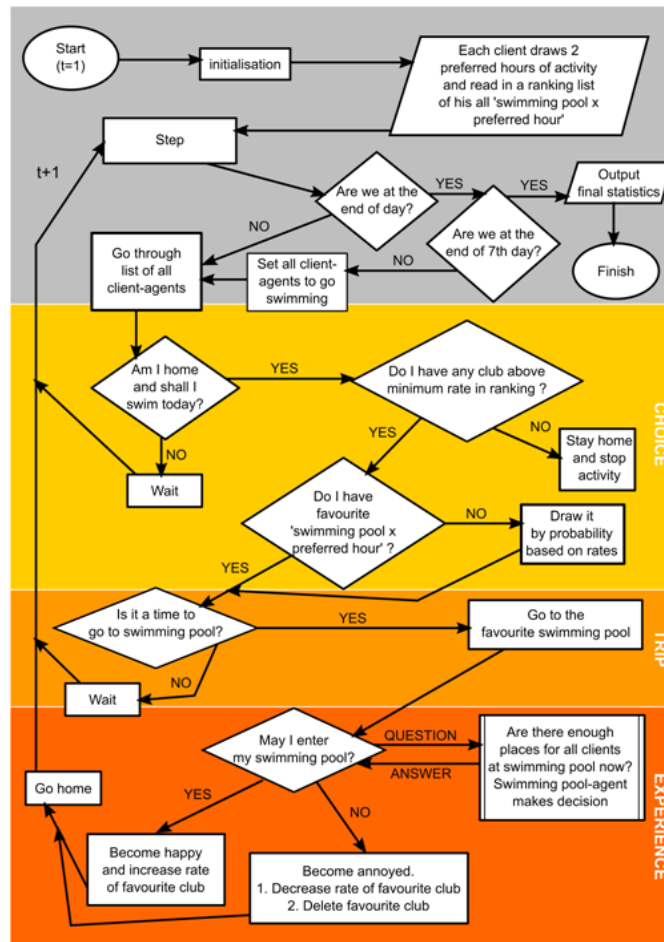 Start
(t=1)
initialisation
Each client draws 2
preferred hours of activity
and read in a ranking list
of his all 'swimming pool x
preferred hour'
Step
t+1
Are we at the
end of day?
YES
YES
Output
final statistics
NO
Are we at the
end of 7th day?
Go through
list of all
client-agents
Set all client-
agents to go
swimming
NO
Finish
Am I home
and shall I
swim today?
YES
Do I have any club above
minimum rate in ranking ?
CHOICE
NO
YES
NO
Stay home
and stop
activity
Wait
Do I have
favourite
'swimming pool x
preferred hour' ?
NO
Draw it
by probability
based on rates
YES
Is it a time to
go to swimming pool?
YES
Go to the
favourite swimming pool
TRIP
NO
Wait
May I enter
my swimming pool?
QUESTION
ANSWER
Are there enough
places for all clients
at swimming pool now?
Swimming pool-agent
makes decision
EXPERIENCE
Go home
YES
NO
Become happy
and increase rate
of favourite club
Become annoyed.
1. Decrease rate of favourite club
2. Delete favourite club